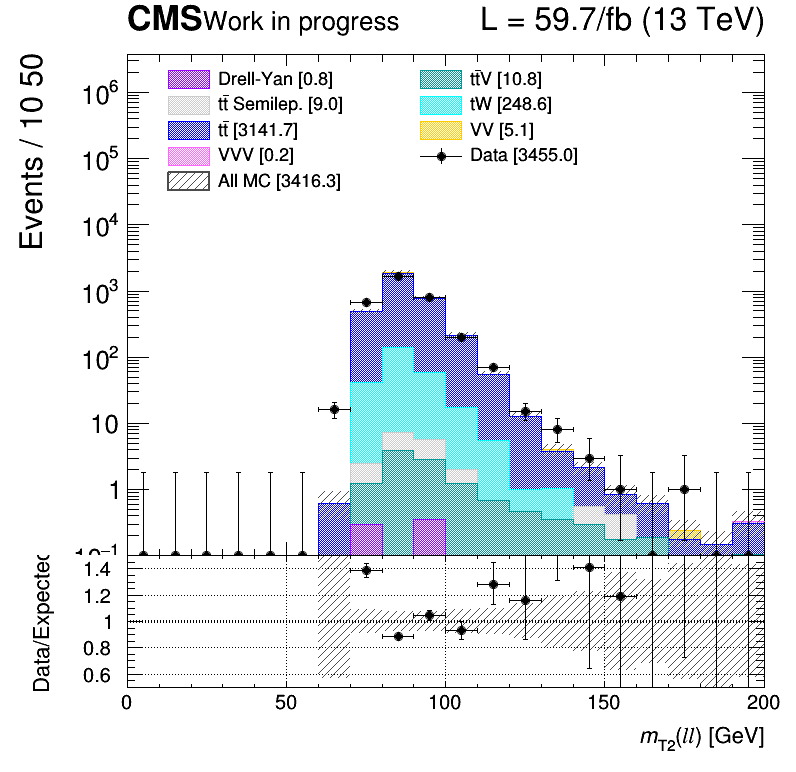 CMS Work in progress L = 59.7/fb (13 TeV)
Events / 10 50
Drell-Yan [0.8] tt̄V [10.8]
tt̄ Semilep. [9.0] tW [248.6]
tt̄ [3141.7] VV [5.1]
VVV [0.2] Data [3455.0]
All MC [3416.3]
10⁶
10⁵
10⁴
10³
10²
10
1
10⁻¹
Data/Expected
1.4
1.2
1
0.8
0.6
0 50 100 150 200
m_T2(ll) [GeV]